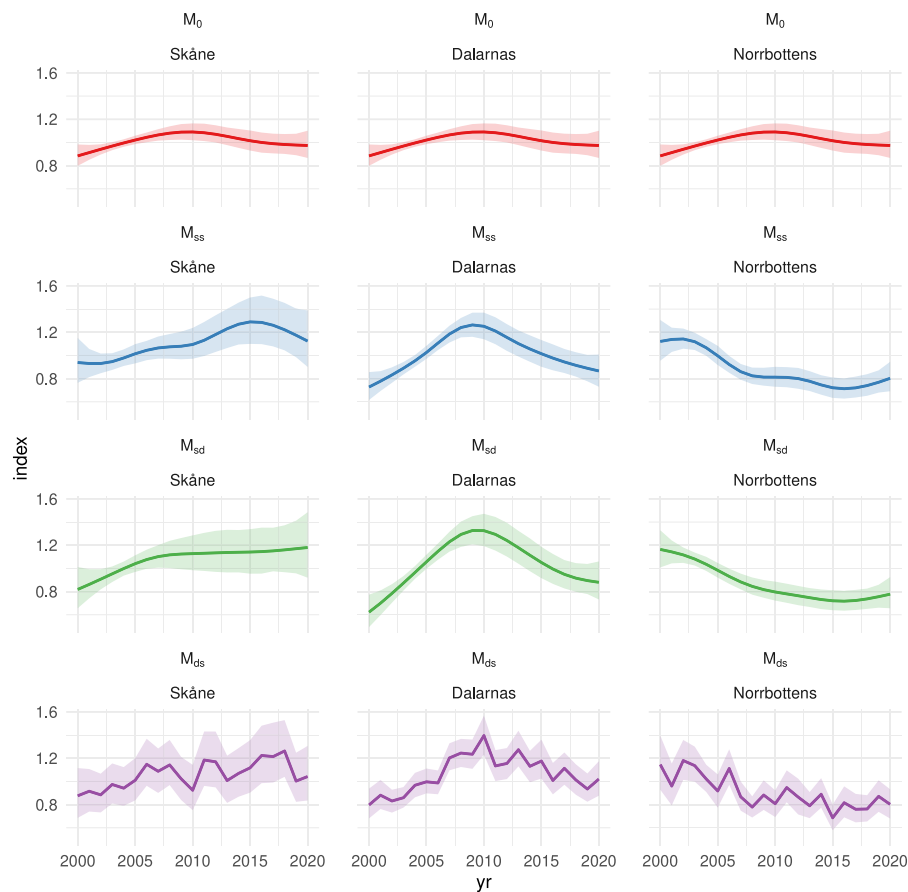 M₀ M₀ M₀
Skåne Dalarnas Norrbottens
1.6
1.2
0.8
Mss Mss Mss
Skåne Dalarnas Norrbottens
1.6
1.2
0.8
index
Msd Msd Msd
Skåne Dalarnas Norrbottens
1.6
1.2
0.8
Mds Mds Mds
Skåne Dalarnas Norrbottens
1.6
1.2
0.8
2000 2005 2010 2015 2020 2000 2005 2010 2015 2020 2000 2005 2010 2015 2020
yr